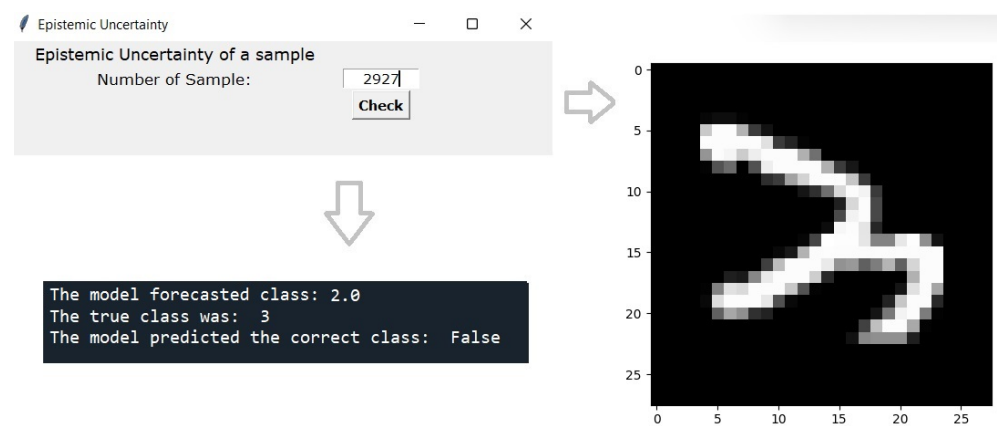 Epistemic Uncertainty
Epistemic Uncertainty of a sample
Number of Sample: 2927
Check
The model forecasted class: 2.0
The true class was: 3
The model predicted the correct class: False
0
5
10
15
20
25
0 5 10 15 20 25